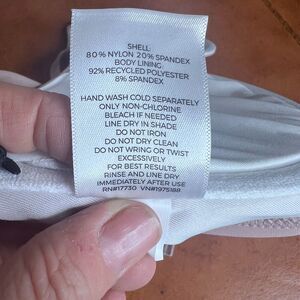 SHELL:
80% NYLON 20% SPANDEX
BODY LINING:
92% RECYCLED POLYESTER
8% SPANDEX
HAND WASH COLD SEPARATELY
ONLY NON-CHLORINE
BLEACH IF NEEDED
LINE DRY IN SHADE
DO NOT IRON
DO NOT DRY CLEAN
DO NOT WRING OR TWIST
EXCESSIVELY
FOR BEST RESULTS
RINSE AND LINE DRY
IMMEDIATELY AFTER USE
RN#17730 VN#1975188